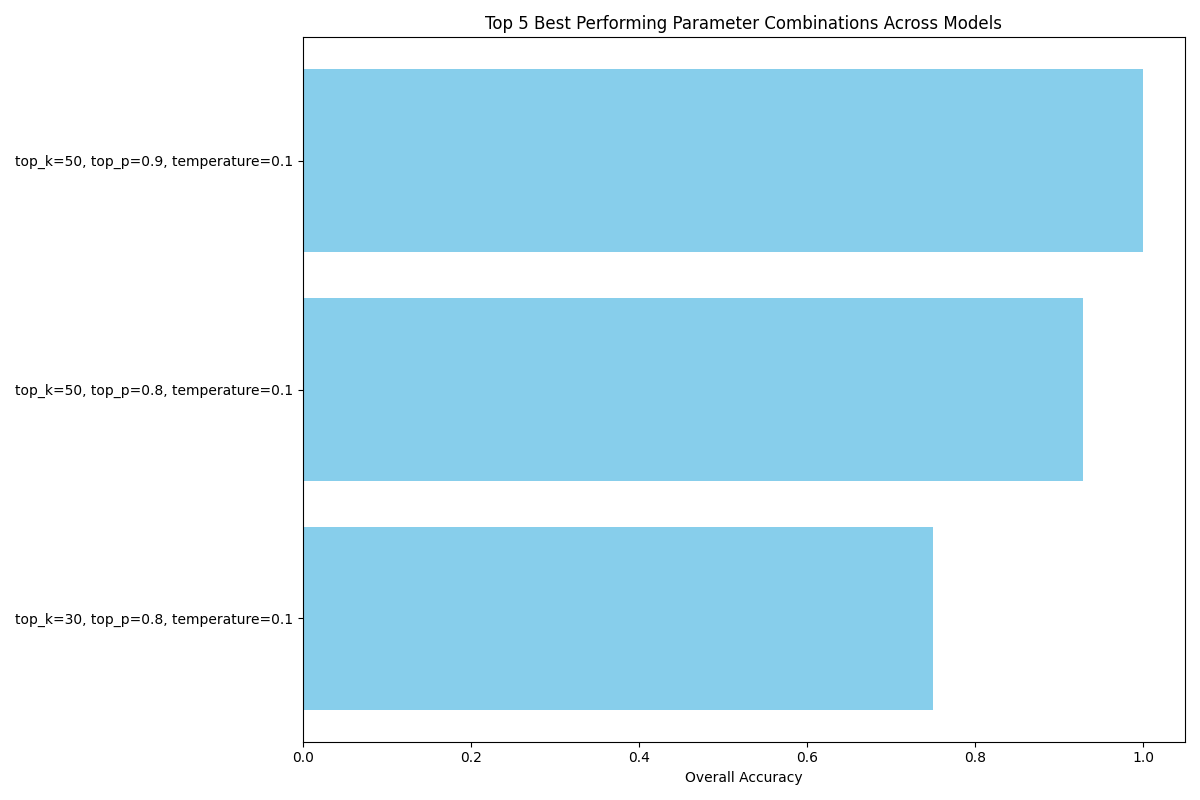 Top 5 Best Performing Parameter Combinations Across Models
top_k=50, top_p=0.9, temperature=0.1
top_k=50, top_p=0.8, temperature=0.1
top_k=30, top_p=0.8, temperature=0.1
0.0 0.2 0.4 0.6 0.8 1.0
Overall Accuracy